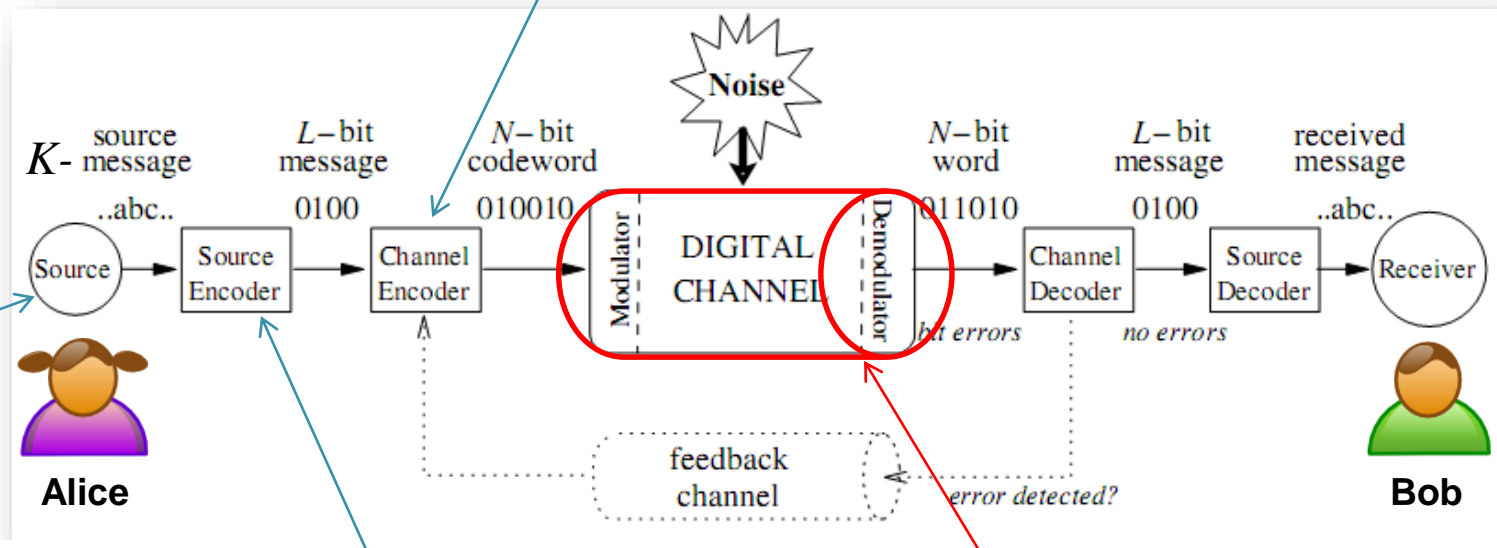 Noise
K- source message
L-bit message
N-bit codeword
N-bit word
L-bit message
received message
..abc..
0100
010010
011010
0100
..abc..
Source
Source Encoder
Channel Encoder
Modulator
DIGITAL CHANNEL
Demodulator
Channel Decoder
Source Decoder
Receiver
bit errors
no errors
Alice
feedback channel
error detected?
Bob